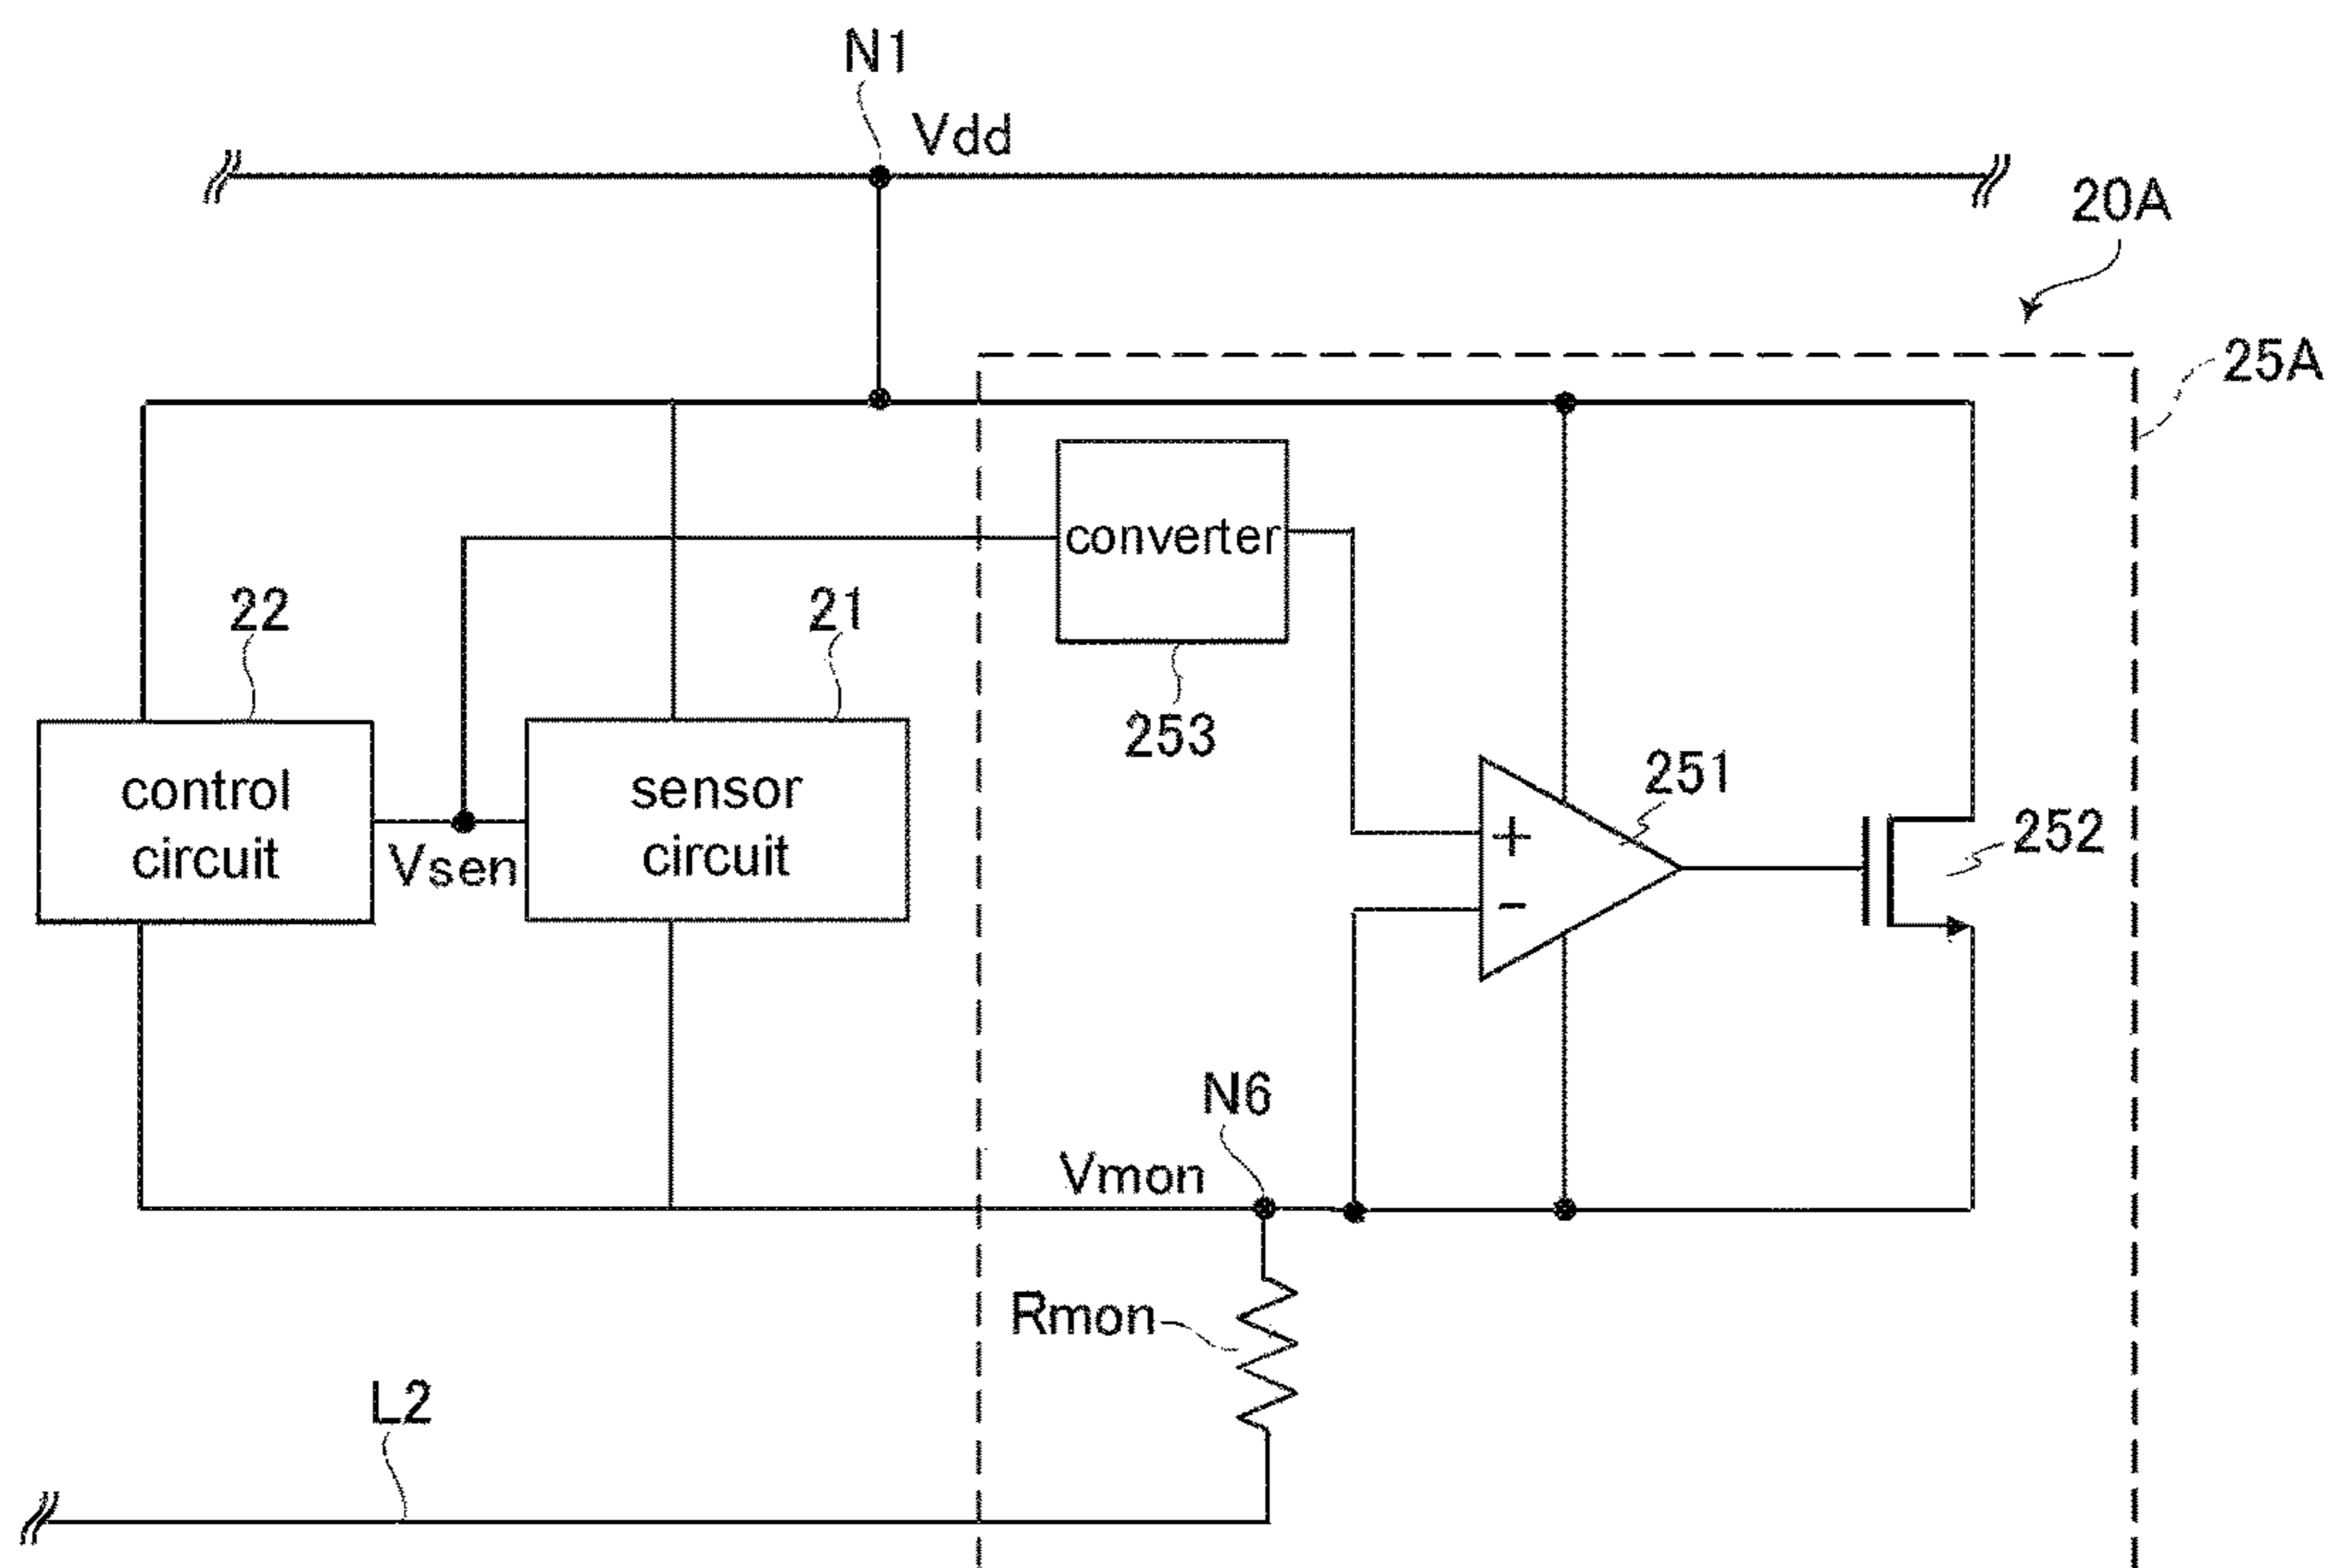 N1
Vdd
20A
25A
converter
22
21
253
control
circuit
Vsen
sensor
circuit
+
-
251
252
N6
Vmon
Rmon
L2